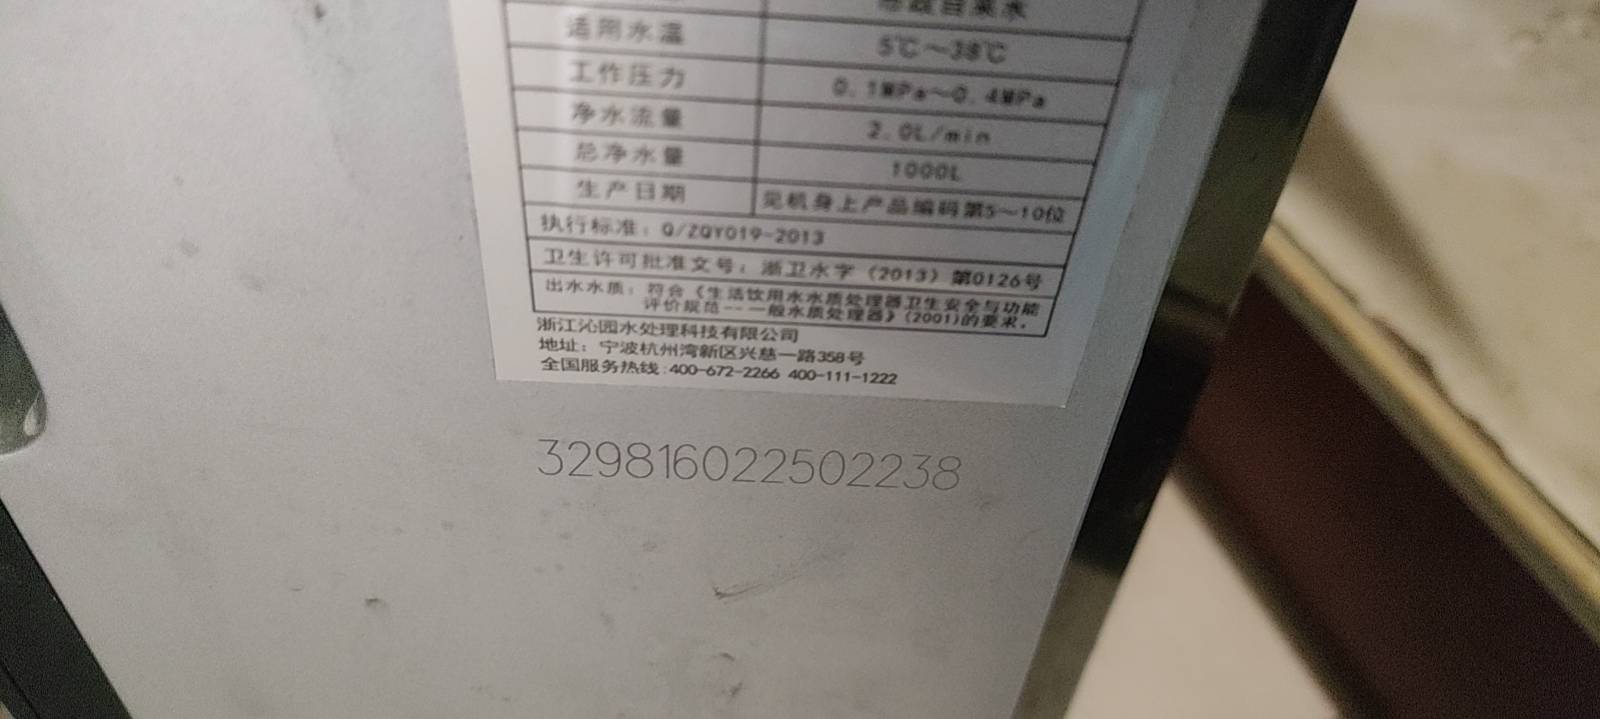 市政自来水
适用水温 5℃～38℃
工作压力 0.1MPa～0.4MPa
净水流量 2.0L/min
总净水量 1000L
生产日期 见机身上产品编码第5～10位
执行标准：Q/ZQY019-2013
卫生许可批准文号：浙卫水字（2013）第0126号
出水水质：符合《生活饮用水水质处理器卫生安全与功能
评价规范--一般水质处理器》(2001)的要求。
浙江沁园水处理科技有限公司
地址：宁波杭州湾新区兴慈一路358号
全国服务热线:400-672-2266 400-111-1222
329816022502238